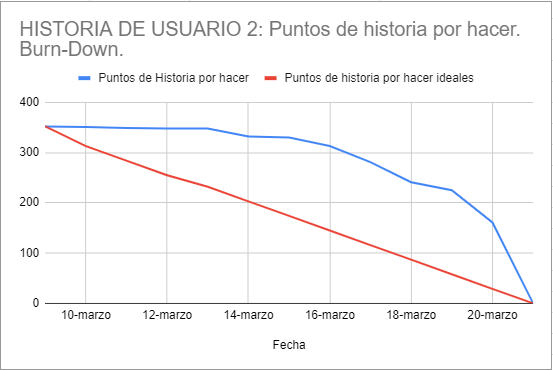 HISTORIA DE USUARIO 2: Puntos de historia por hacer.
Burn-Down.
Puntos de Historia por hacer
Puntos de historia por hacer ideales
400
300
200
100
0
10-marzo
12-marzo
14-marzo
16-marzo
18-marzo
20-marzo
Fecha